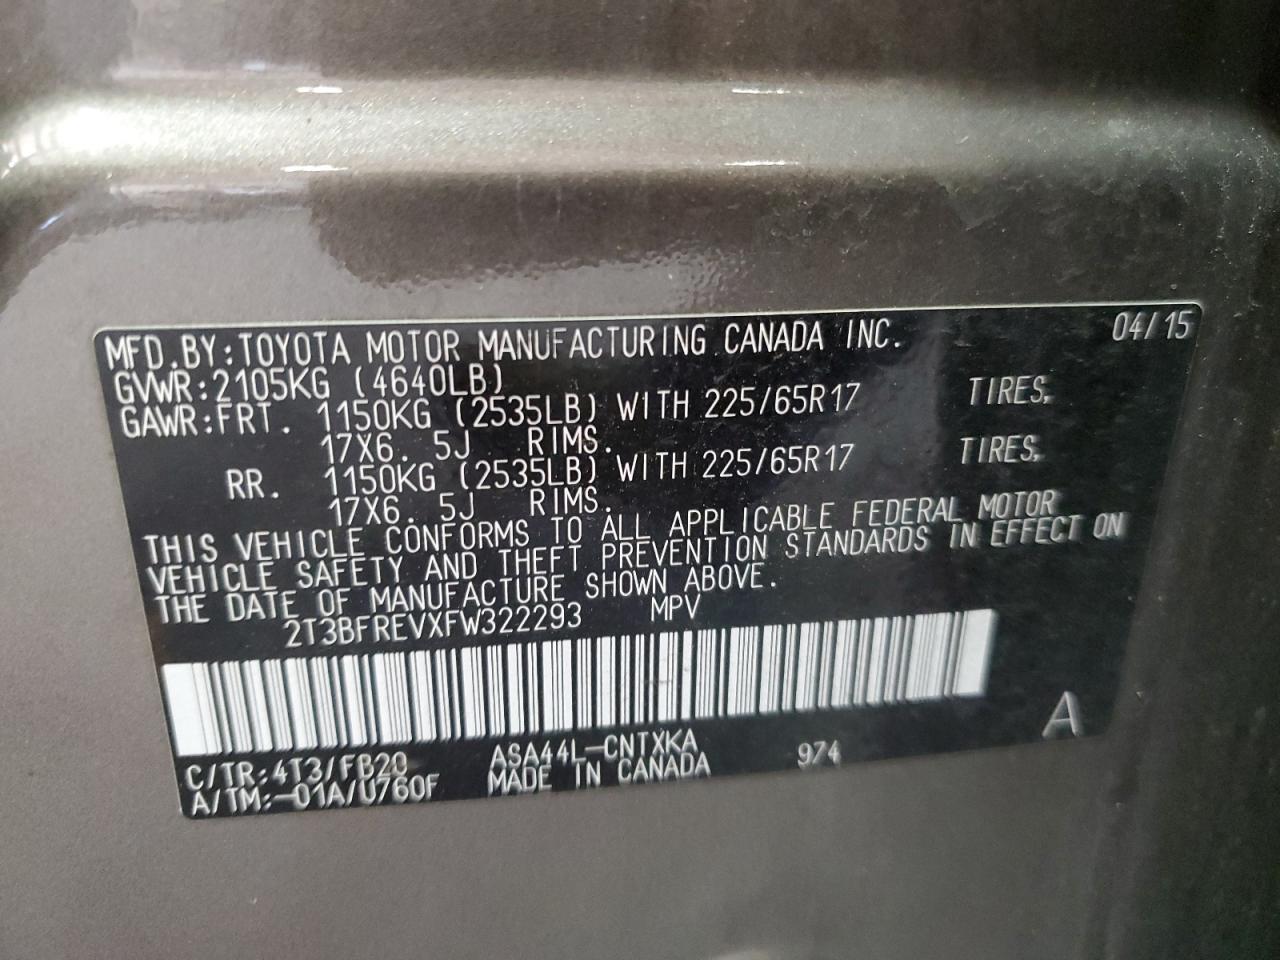 MFD.BY:TOYOTA MOTOR MANUFACTURING CANADA INC. 04/15
GVWR:2105KG (4640LB)
GAWR:FRT. 1150KG (2535LB) WITH 225/65R17 TIRES,
17X6. 5J RIMS.
RR. 1150KG (2535LB) WITH 225/65R17 TIRES,
17X6. 5J RIMS.
THIS VEHICLE CONFORMS TO ALL APPLICABLE FEDERAL MOTOR
VEHICLE SAFETY AND THEFT PREVENTION STANDARDS IN EFFECT ON
THE DATE OF MANUFACTURE SHOWN ABOVE.
2T3BFREVXFW322293 MPV
A
C/TR:4T3/FB20 ASA44L-CNTXKA 974
A/TM:-01A/U760F MADE IN CANADA